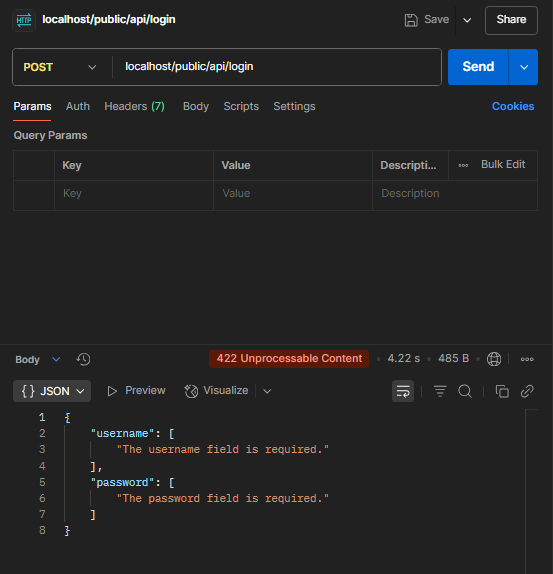 HTTP localhost/public/api/login Save Share
POST localhost/public/api/login Send
Params Auth Headers (7) Body Scripts Settings Cookies
Query Params
Key Value Descripti... Bulk Edit
Key Value Description
Body 422 Unprocessable Content • 4.22 s • 485 B
{ } JSON Preview Visualize
1 {
2 "username": [
3 "The username field is required."
4 ],
5 "password": [
6 "The password field is required."
7 ]
8 }